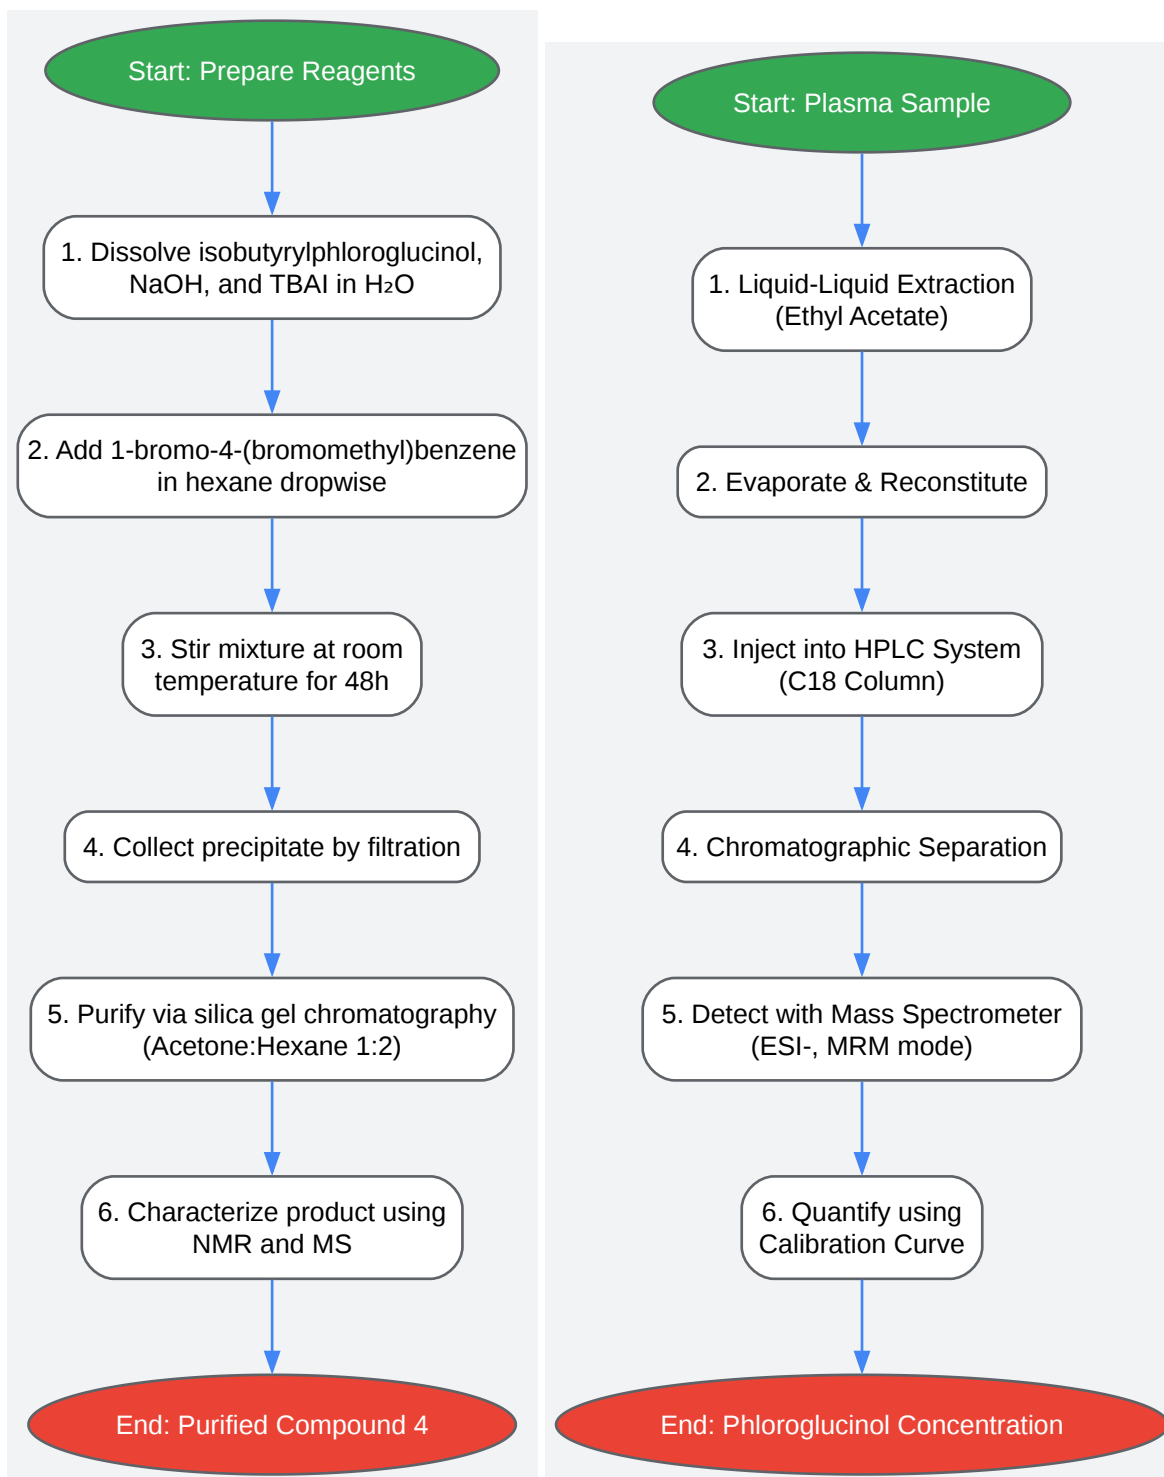 Start: Prepare Reagents
1. Dissolve isobutyrylphloroglucinol,
NaOH, and TBAI in H₂O
2. Add 1-bromo-4-(bromomethyl)benzene
in hexane dropwise
3. Stir mixture at room
temperature for 48h
4. Collect precipitate by filtration
5. Purify via silica gel chromatography
(Acetone:Hexane 1:2)
6. Characterize product using
NMR and MS
End: Purified Compound 4
Start: Plasma Sample
1. Liquid-Liquid Extraction
(Ethyl Acetate)
2. Evaporate & Reconstitute
3. Inject into HPLC System
(C18 Column)
4. Chromatographic Separation
5. Detect with Mass Spectrometer
(ESI-, MRM mode)
6. Quantify using
Calibration Curve
End: Phloroglucinol Concentration